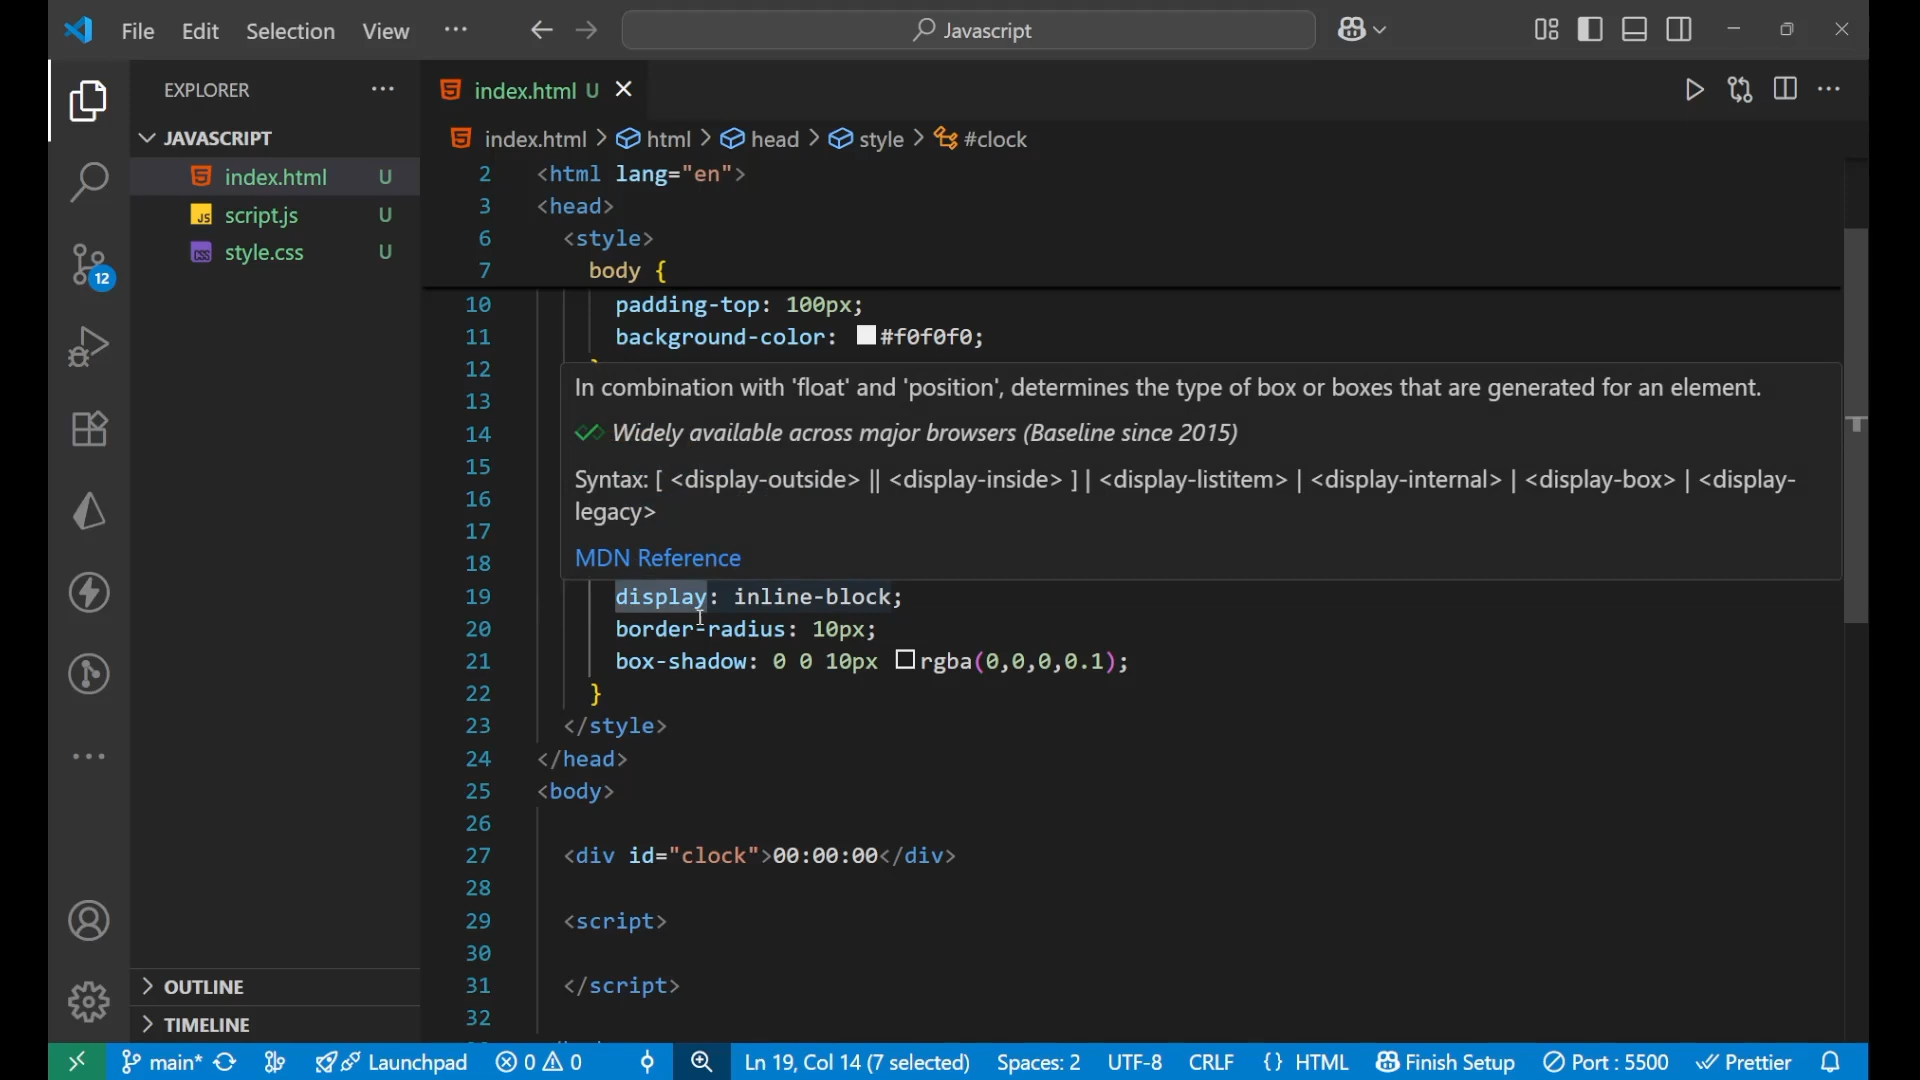 File Edit Selection View ··· Javascript
EXPLORER ···
JAVASCRIPT
index.html U
script.js U
style.css U
OUTLINE
TIMELINE
12
index.html U
index.html > html > head > style > #clock
2 <html lang="en">
3 <head>
6 <style>
7 body {
10 padding-top: 100px;
11 background-color: #f0f0f0;
12
13
14
15
16
17
18
In combination with 'float' and 'position', determines the type of box or boxes that are generated for an element.
Widely available across major browsers (Baseline since 2015)
Syntax: [ <display-outside> || <display-inside> ] | <display-listitem> | <display-internal> | <display-box> | <display-
legacy>
MDN Reference
19 display: inline-block;
20 border-radius: 10px;
21 box-shadow: 0 0 10px rgba(0,0,0,0.1);
22 }
23 </style>
24 </head>
25 <body>
26
27 <div id="clock">00:00:00</div>
28
29 <script>
30
31 </script>
32
main* Launchpad 0 0 Ln 19, Col 14 (7 selected) Spaces: 2 UTF-8 CRLF {} HTML Finish Setup Port : 5500 Prettier